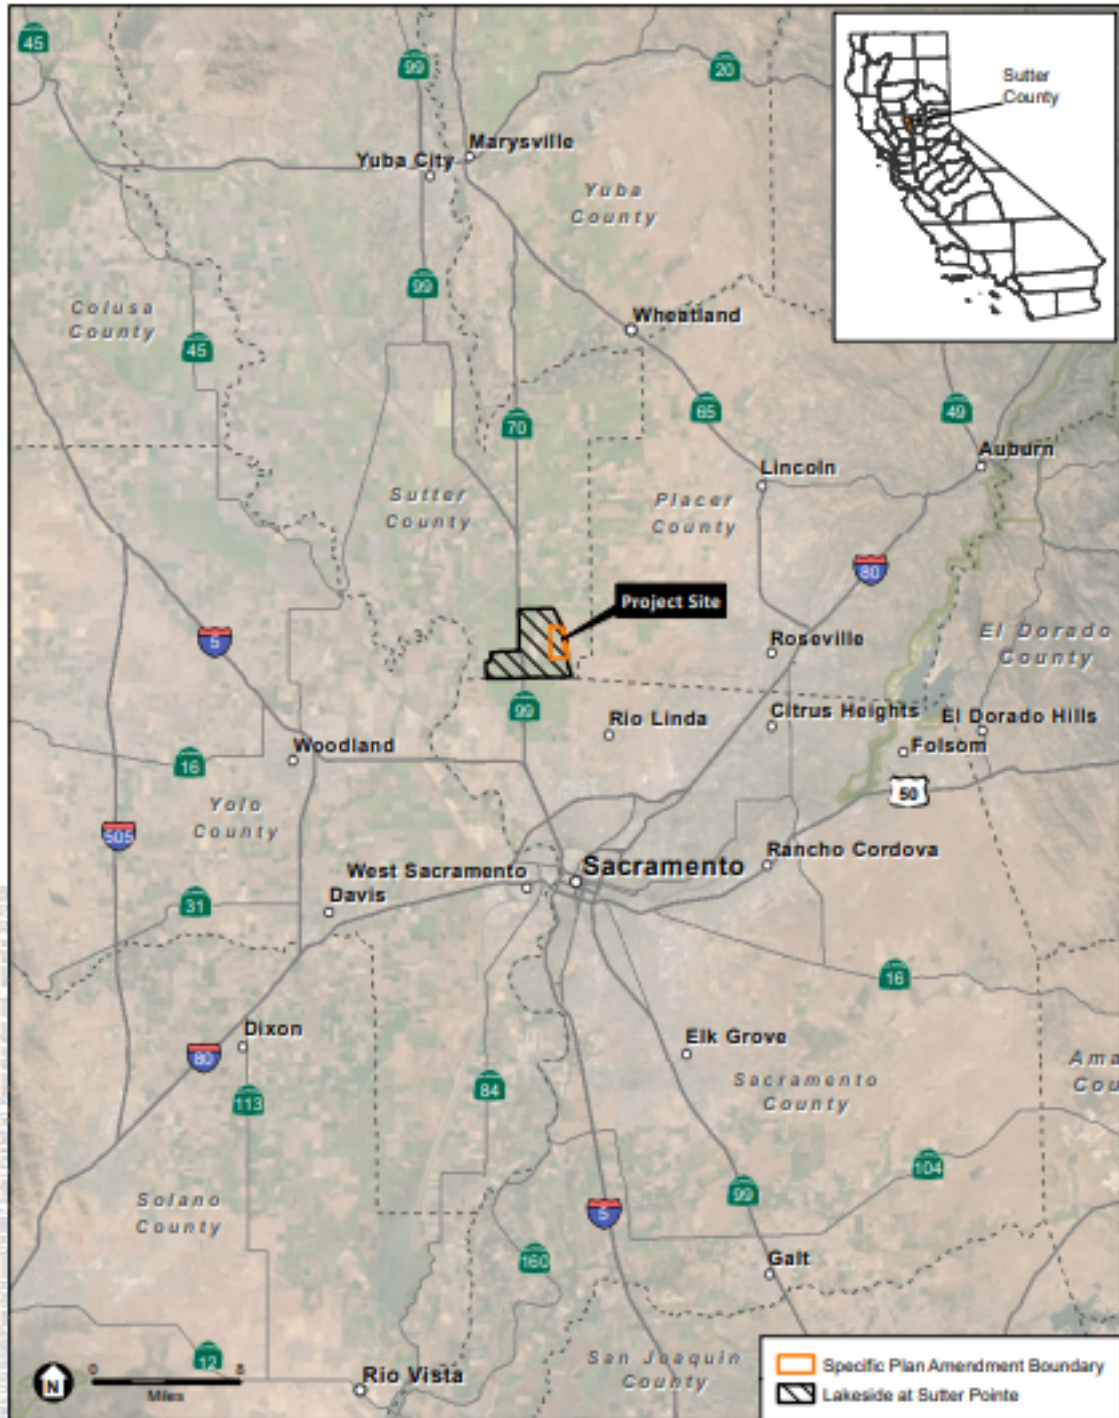 45
99
20
Sutter
County
Marysville
Yuba City
Yuba
County
99
Colusa
County
Wheatland
45
70
65
49
Auburn
Lincoln
Sutter
County
Placer
County
80
Project Site
5
Roseville
El Dorado
County
99
Rio Linda
Citrus Heights
El Dorado Hills
Woodland
Folsom
16
50
Yolo
County
505
Rancho Cordova
West Sacramento
Sacramento
Davis
31
16
Dixon
Elk Grove
80
Ama
Cou
Sacramento
County
84
113
104
99
Solano
County
5
160
Galt
12
San Joaquin
County
Rio Vista
N
0 8
Miles
Specific Plan Amendment Boundary
Lakeside at Sutter Pointe